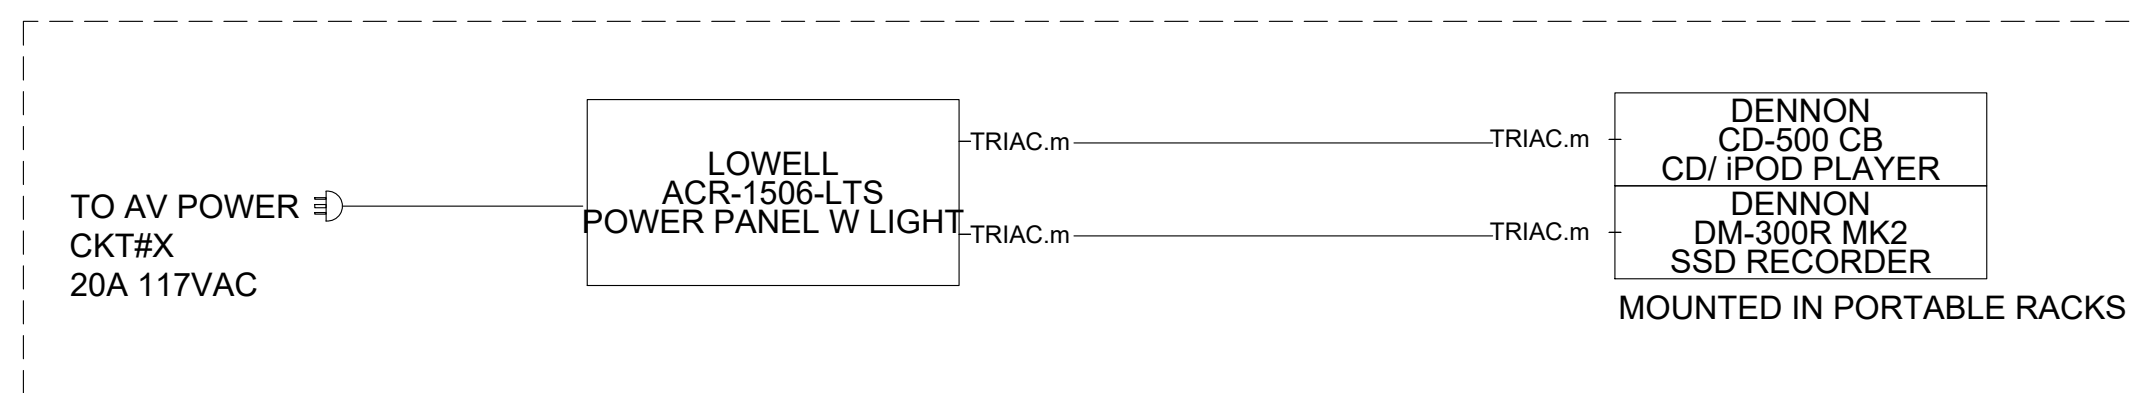 TO AV POWER
CKT#X
20A 117VAC
LOWELL
ACR-1506-LTS
POWER PANEL W LIGHT
TRIAC.m
TRIAC.m
TRIAC.m
TRIAC.m
DENNON
CD-500 CB
CD/ iPOD PLAYER
DENNON
DM-300R MK2
SSD RECORDER
MOUNTED IN PORTABLE RACKS